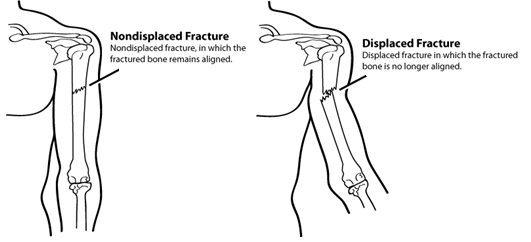 Nondisplaced Fracture
Nondisplaced fracture, in which the
fractured bone remains aligned.
Displaced Fracture
Displaced fracture in which the fractured
bone is no longer aligned.